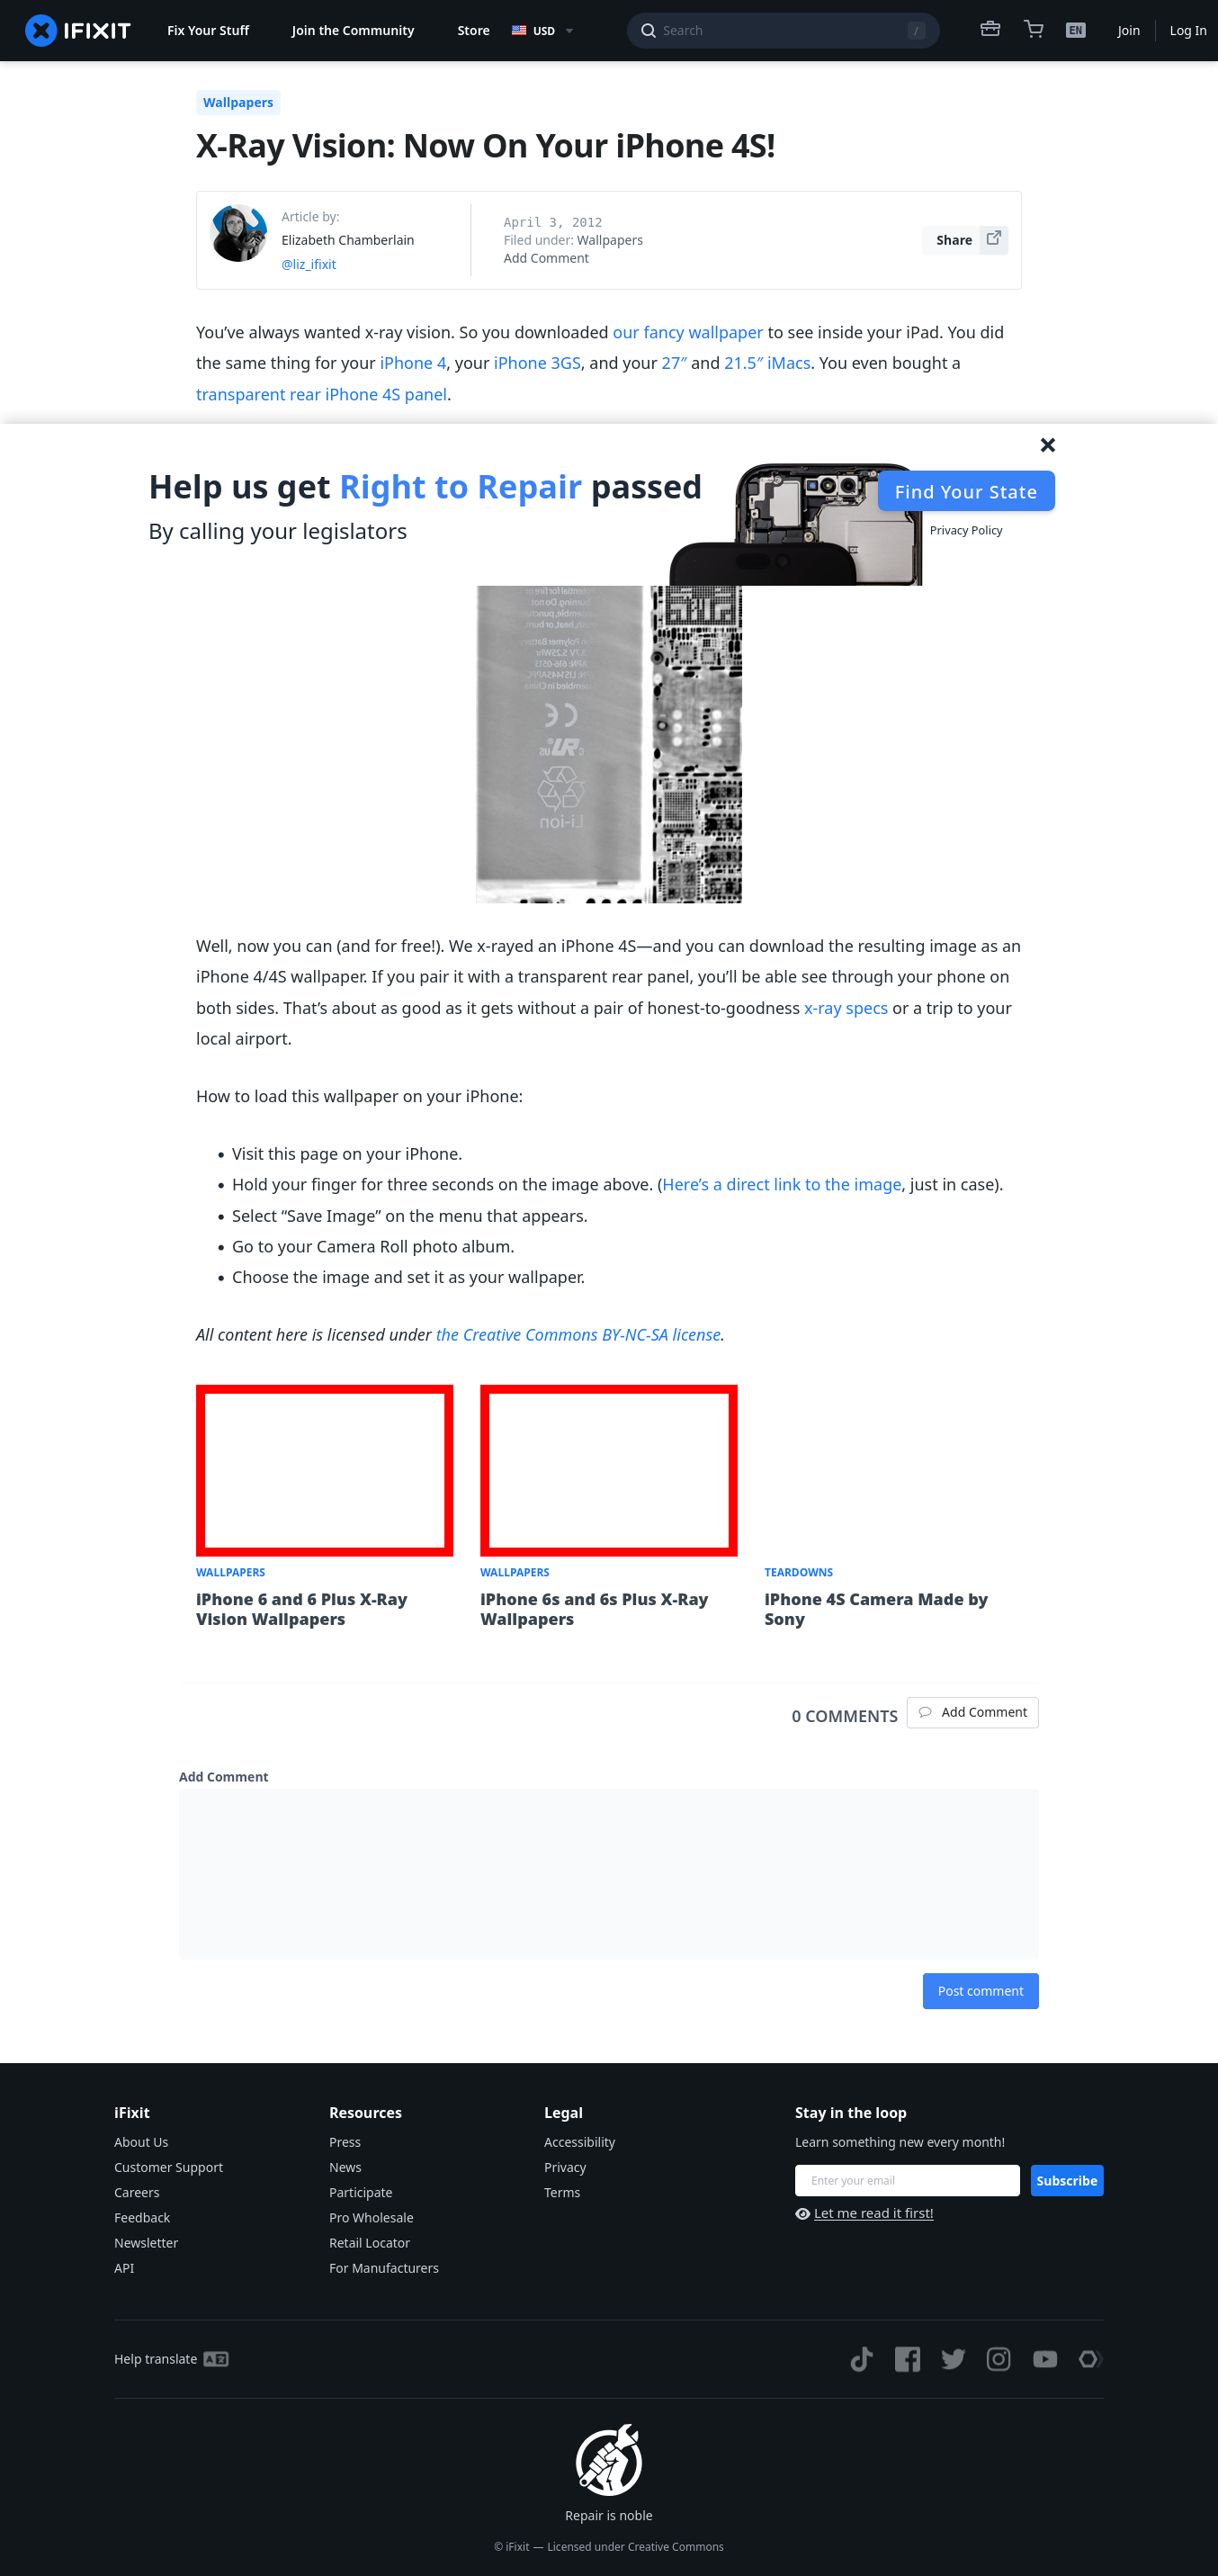 IFIXIT
Fix Your Stuff
Join the Community
Store
USD
Search
/
EN
Join
Log In
Wallpapers
X-Ray Vision: Now On Your iPhone 4S!
Article by:
Elizabeth Chamberlain
@liz_ifixit
April 3, 2012
Filed under: Wallpapers
Add Comment
Share
You’ve always wanted x-ray vision. So you downloaded our fancy wallpaper to see inside your iPad. You did
the same thing for your iPhone 4, your iPhone 3GS, and your 27″ and 21.5″ iMacs. You even bought a
transparent rear iPhone 4S panel.
Help us get Right to Repair passed
By calling your legislators
Find Your State
Privacy Policy
Li-ion
Well, now you can (and for free!). We x-rayed an iPhone 4S—and you can download the resulting image as an
iPhone 4/4S wallpaper. If you pair it with a transparent rear panel, you’ll be able see through your phone on
both sides. That’s about as good as it gets without a pair of honest-to-goodness x-ray specs or a trip to your
local airport.
How to load this wallpaper on your iPhone:
• Visit this page on your iPhone.
• Hold your finger for three seconds on the image above. (Here’s a direct link to the image, just in case).
• Select “Save Image” on the menu that appears.
• Go to your Camera Roll photo album.
• Choose the image and set it as your wallpaper.
All content here is licensed under the Creative Commons BY-NC-SA license.
WALLPAPERS
iPhone 6 and 6 Plus X-Ray
Vision Wallpapers
WALLPAPERS
iPhone 6s and 6s Plus X-Ray
Wallpapers
TEARDOWNS
iPhone 4S Camera Made by
Sony
0 COMMENTS
Add Comment
Add Comment
Post comment
iFixit
About Us
Customer Support
Careers
Feedback
Newsletter
API
Resources
Press
News
Participate
Pro Wholesale
Retail Locator
For Manufacturers
Legal
Accessibility
Privacy
Terms
Stay in the loop
Learn something new every month!
Enter your email
Subscribe
Let me read it first!
Help translate
Repair is noble
© iFixit — Licensed under Creative Commons